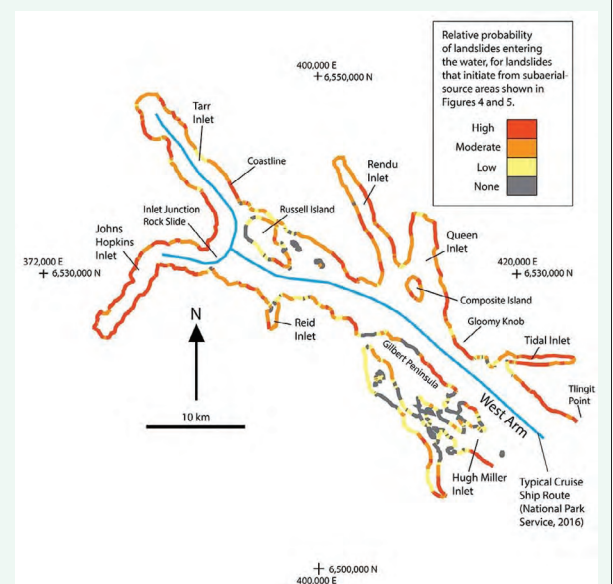 Relative probability
of landslides entering
the water, for landslides
that initiate from subaerial-
source areas shown in
Figures 4 and 5.
High
Moderate
Low
None
400,000 E
6,550,000 N
Tarr
Inlet
Coastline
Rendu
Inlet
Inlet Junction
Rock Slide
Russell Island
Johns
Hopkins
Inlet
Queen
Inlet
372,000 E
6,530,000 N
420,000 E
6,530,000 N
Composite Island
Gloomy Knob
N
Reid
Inlet
Tidal Inlet
Gilbert Peninsula
West Arm
Tlingit
Point
10 km
Hugh Miller
Inlet
Typical Cruise
Ship Route
(National Park
Service, 2016)
6,500,000 N
400,000 E